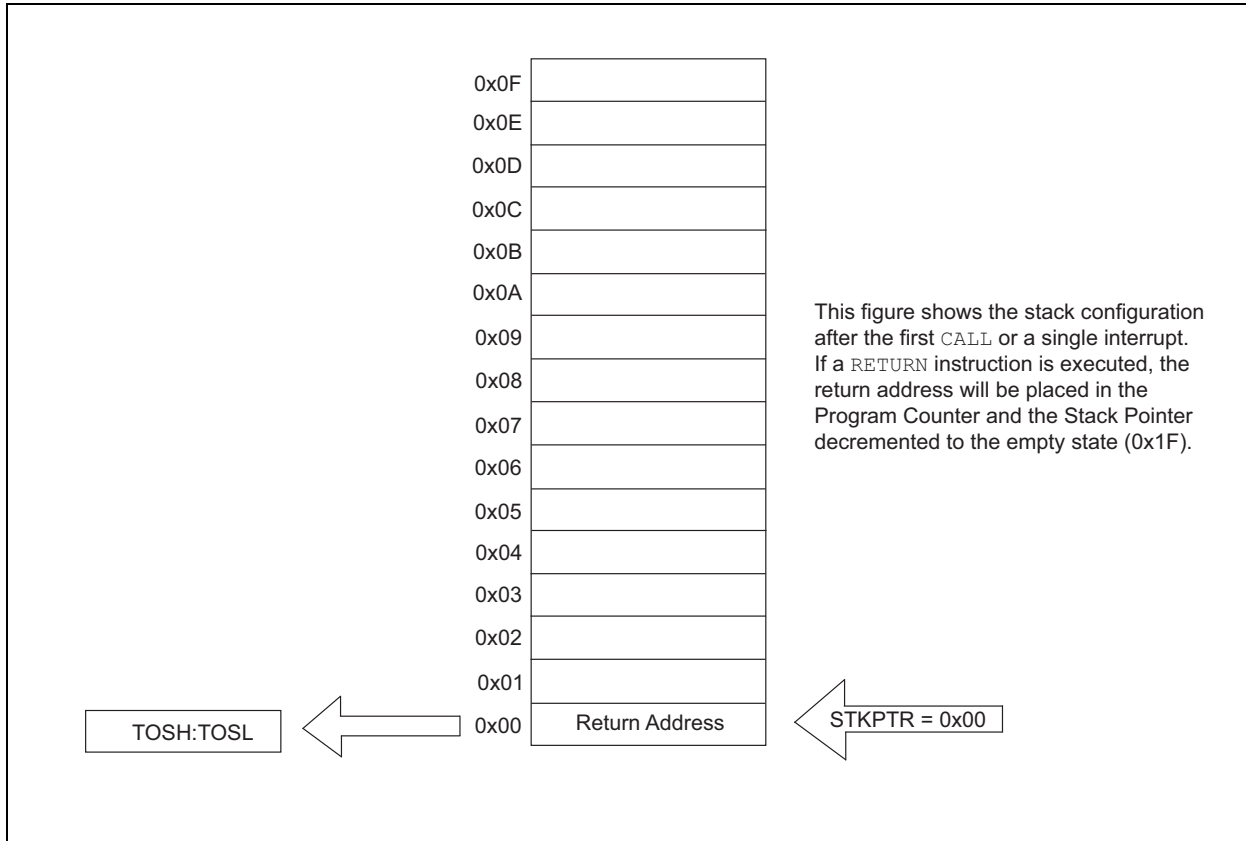 0x0F
0x0E
0x0D
0x0C
0x0B
0x0A
0x09
0x08
0x07
0x06
0x05
0x04
0x03
0x02
0x01
0x00
This figure shows the stack configuration
after the first CALL or a single interrupt.
If a RETURN instruction is executed, the
return address will be placed in the
Program Counter and the Stack Pointer
decremented to the empty state (0x1F).
TOSH:TOSL
Return Address
STKPTR = 0x00